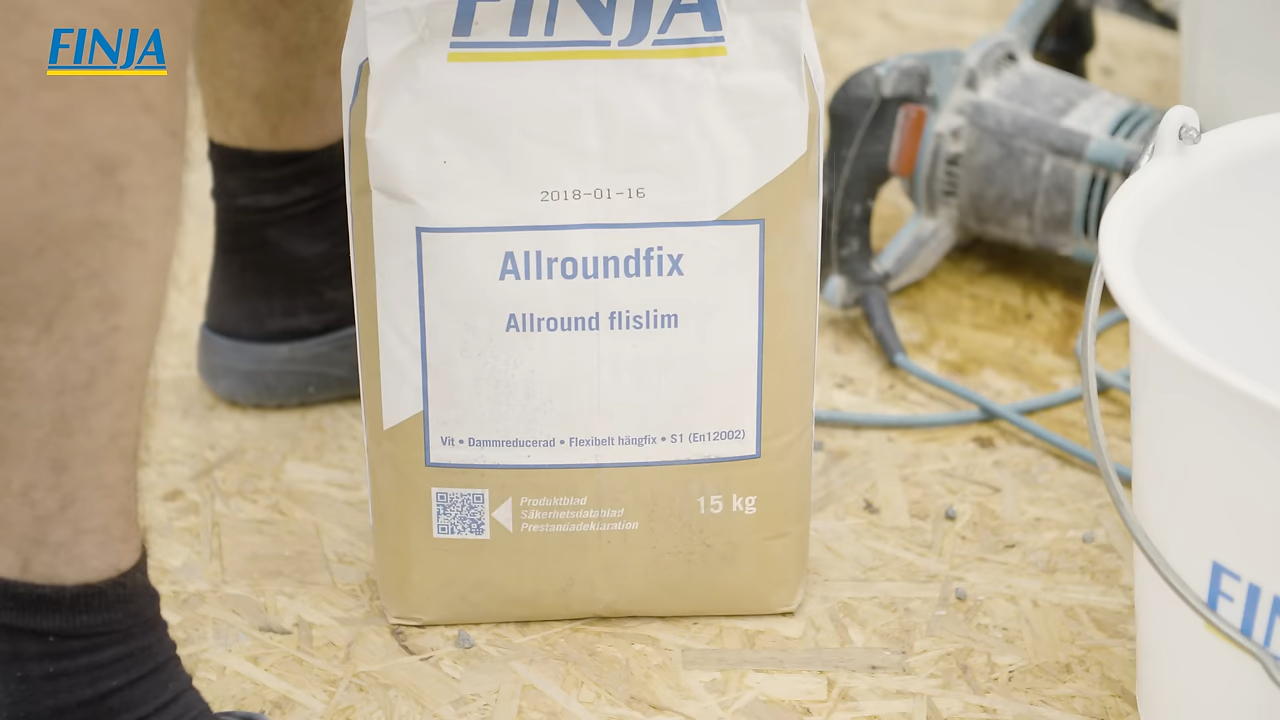 FINJA
FINJA
2018-01-16
Allroundfix
Allround flislim
Vit • Dammreducerad • Flexibelt hängfix • S1 (En12002)
Produktblad
Säkerhetsdatablad
Prestandadeklaration
15 kg